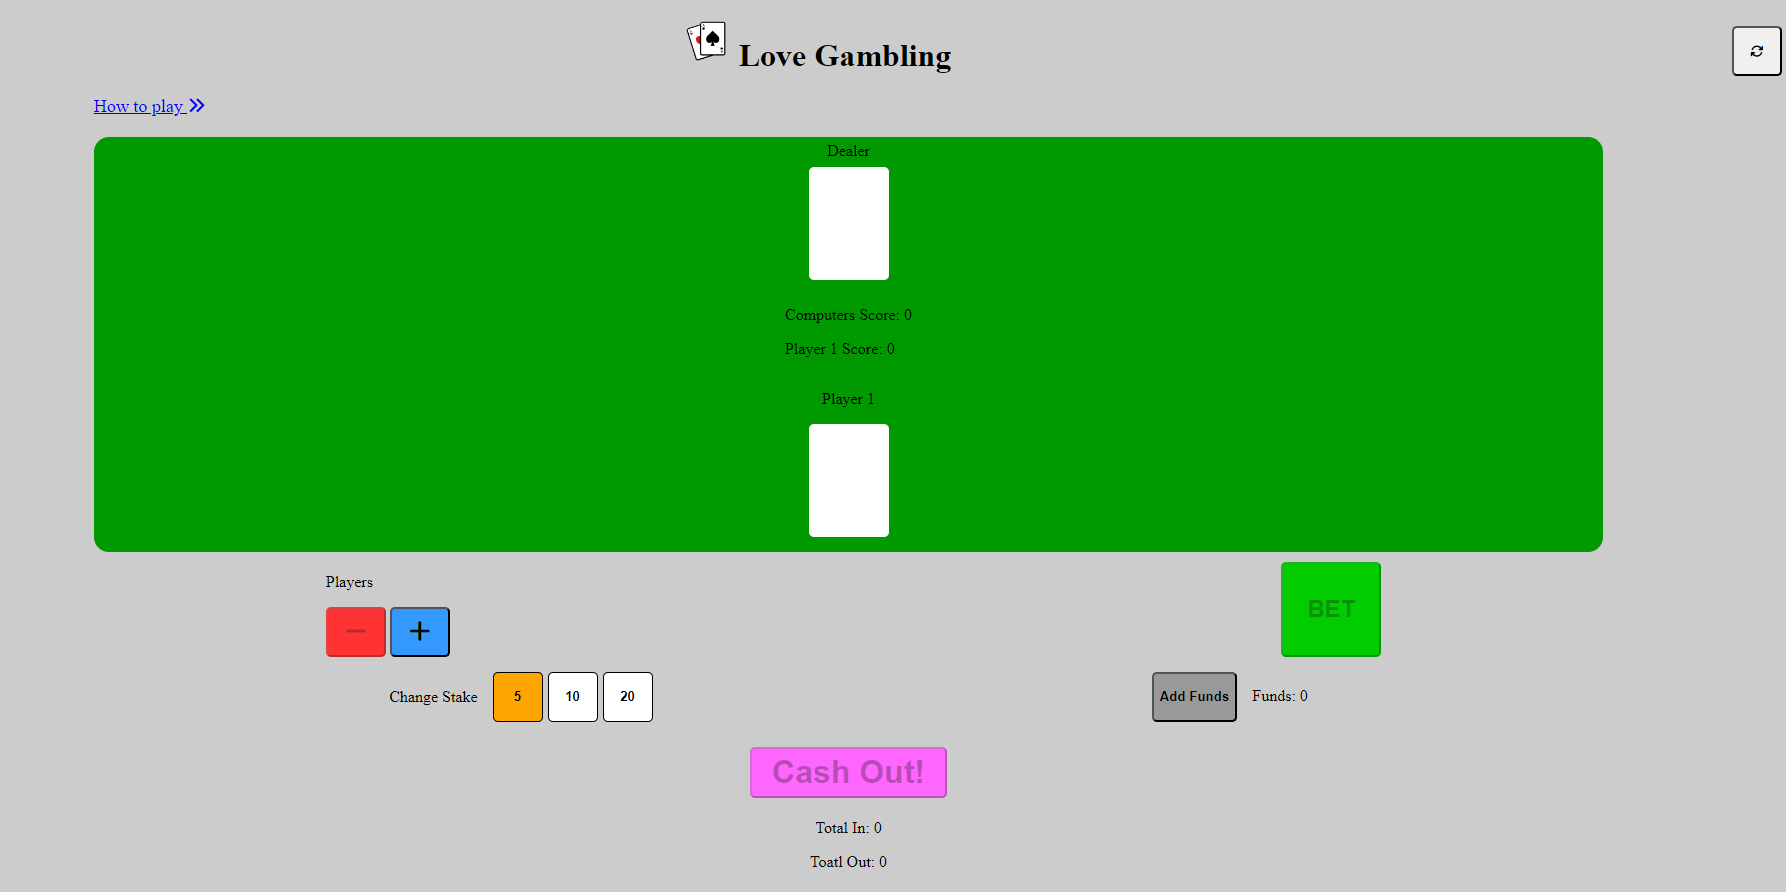 Love Gambling
How to play
Dealer
Computers Score: 0
Player 1 Score: 0
Player 1
Players
BET
Change Stake 5 10 20
Add Funds Funds: 0
Cash Out!
Total In: 0
Toatl Out: 0